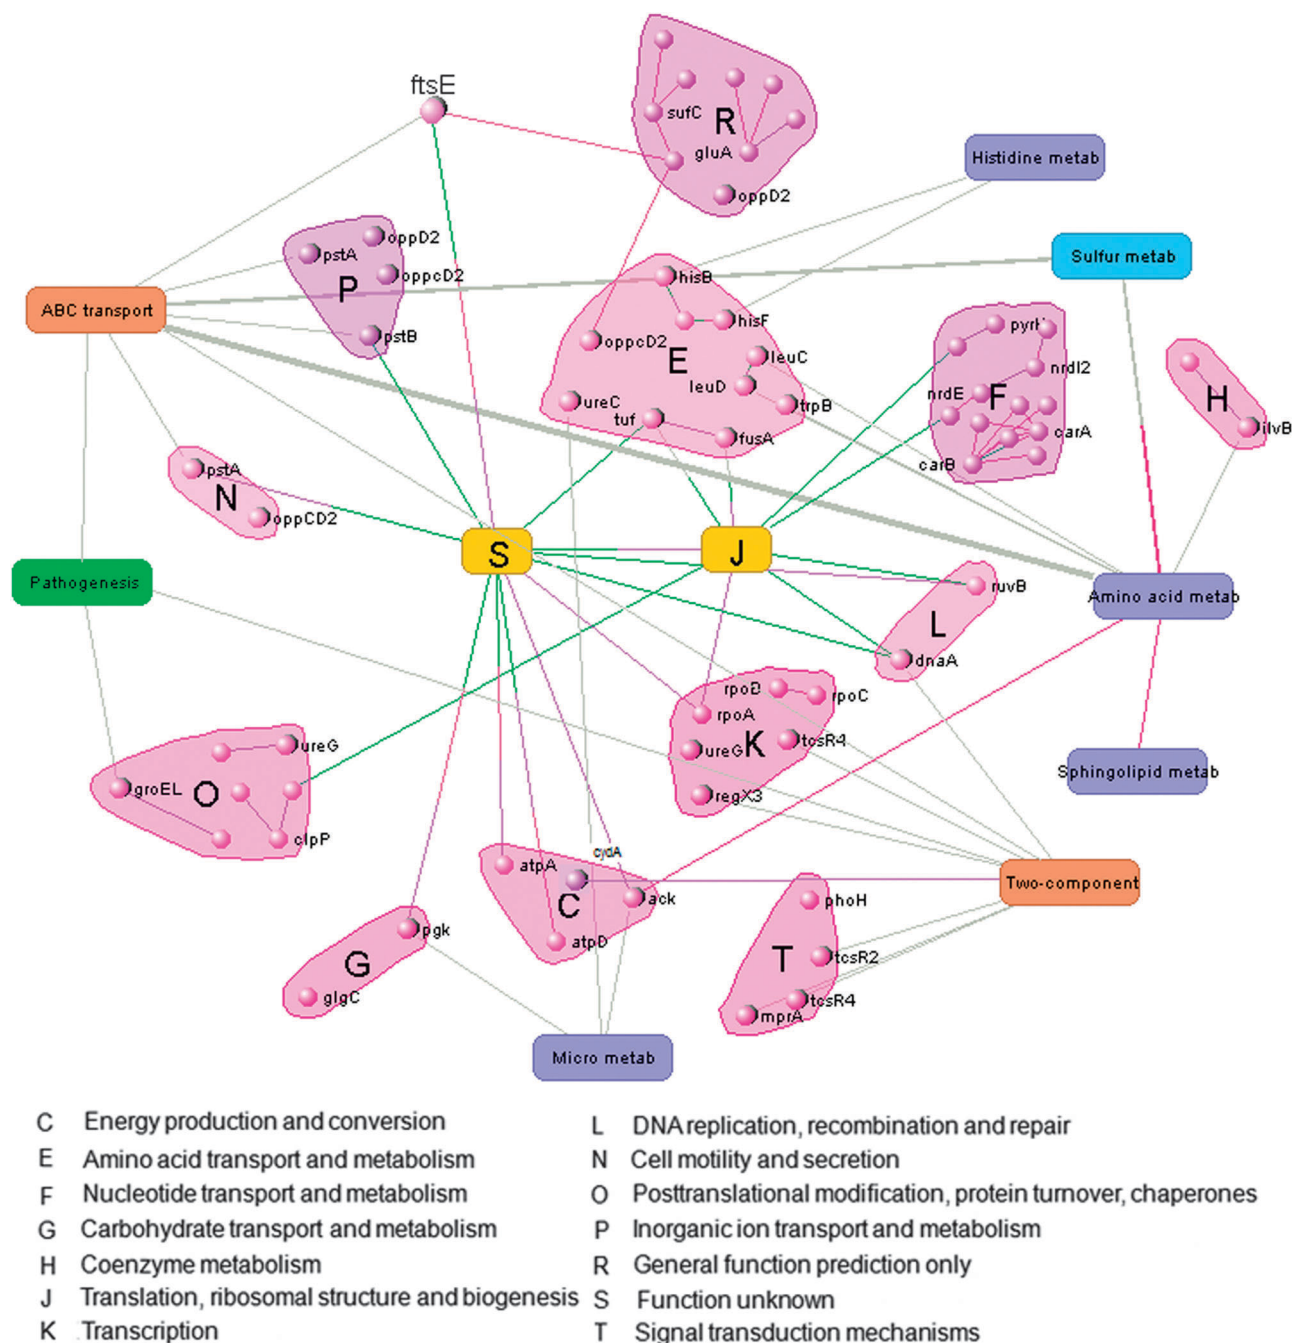 ftsE
sufC
R
gluA
oppD2
Histidine metab
Sulfur metab
oppD2
pstA
oppcD2
P
pstB
ABC transport
hisB
hisF
oppcD2
E
leuC
leuD
trpB
ureC
tuf
fusA
nrdI2
nrdE
F
carA
carB
H
ilvB
pstA
N
oppCD2
S
J
Pathogenesis
Amino acid metab
ruvB
L
dnaA
rpoC
rpoA
ureG
K
tcsR4
regX3
Sphingolipid metab
ureG
groEL
O
clpP
cydA
atpA
C
ack
atpD
Two-component
phoH
T
tcsR2
tcsR4
mprA
pgk
G
glgC
Micro metab
C Energy production and conversion
E Amino acid transport and metabolism
F Nucleotide transport and metabolism
G Carbohydrate transport and metabolism
H Coenzyme metabolism
J Translation, ribosomal structure and biogenesis
K Transcription
L DNA replication, recombination and repair
N Cell motility and secretion
O Posttranslational modification, protein turnover, chaperones
P Inorganic ion transport and metabolism
R General function prediction only
S Function unknown
T Signal transduction mechanisms